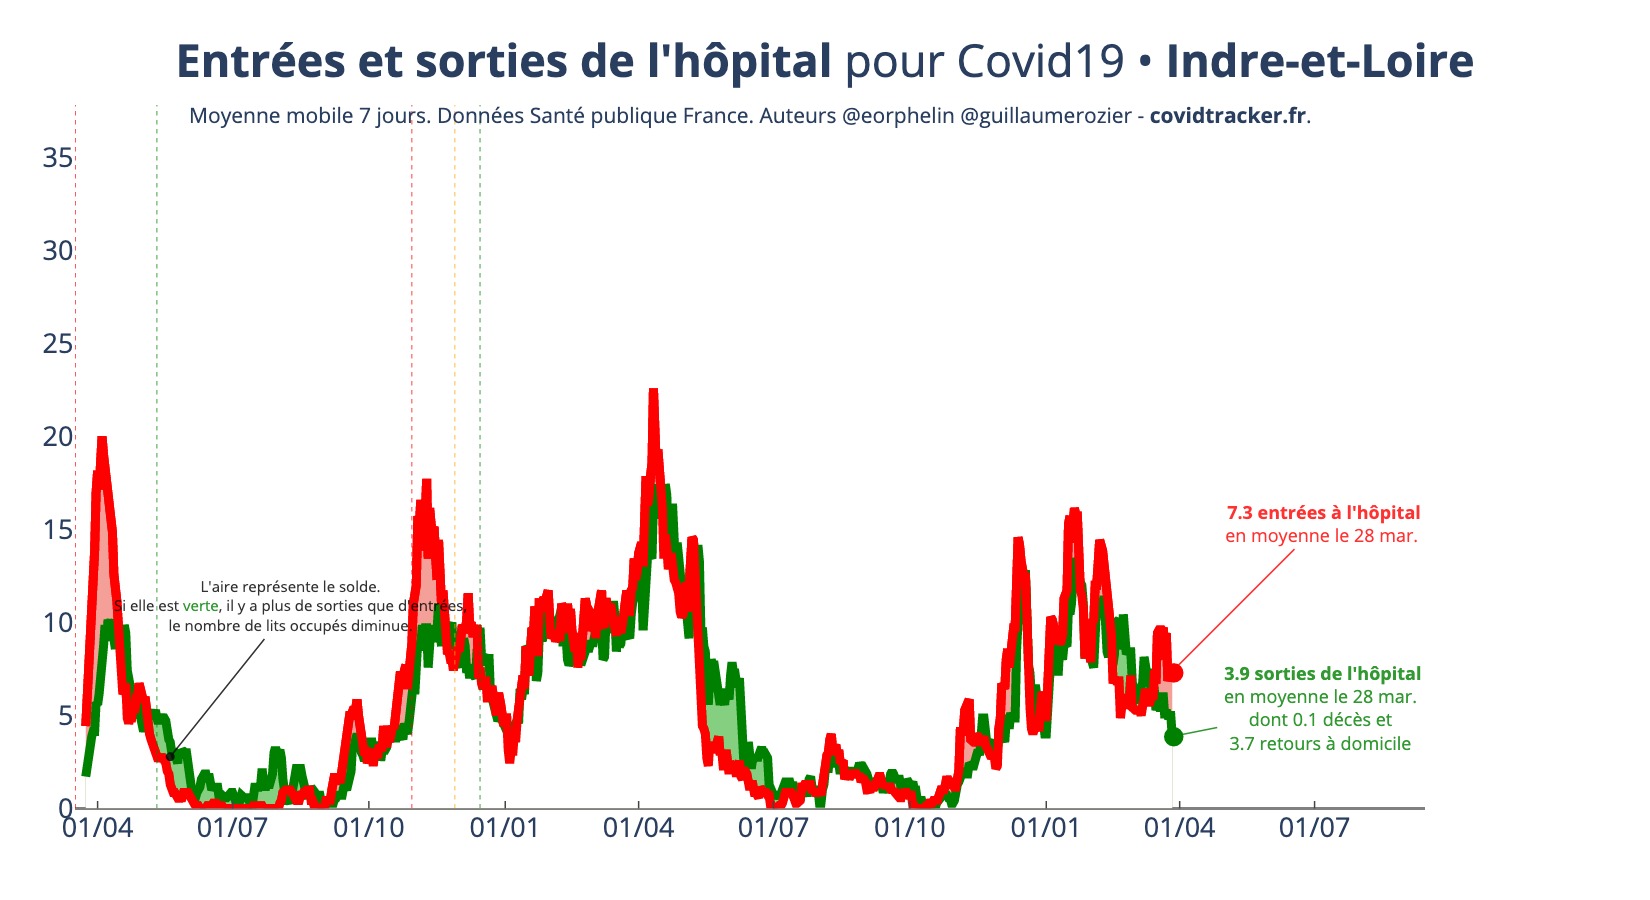 Entrées et sorties de l'hôpital pour Covid19 • Indre-et-Loire
Moyenne mobile 7 jours. Données Santé publique France. Auteurs @eorphelin @guillaumerozier - covidtracker.fr.
35
30
25
20
15
10
5
0
L'aire représente le solde.
Si elle est verte, il y a plus de sorties que d'entrées,
le nombre de lits occupés diminue.
7.3 entrées à l'hôpital
en moyenne le 28 mar.
3.9 sorties de l'hôpital
en moyenne le 28 mar.
dont 0.1 décès et
3.7 retours à domicile
01/04 01/07 01/10 01/01 01/04 01/07 01/10 01/01 01/04 01/07